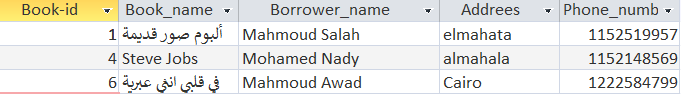 Book-id Book_name Borrower_name Addrees Phone_numb
1 ألبوم صور قديمة Mahmoud Salah elmahata 1152519957
4 Steve Jobs Mohamed Nady almahala 1152148569
6 في قلبي انثي عبرية Mahmoud Awad Cairo 1222584799